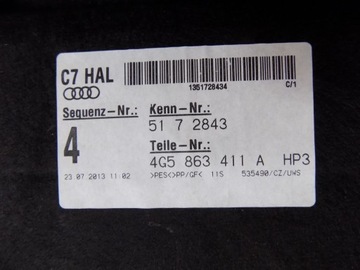 C7 HAL
1351728434
C/1
Sequenz-Nr.: Kenn-Nr.:
4 51 7 2843
Teile-Nr.:
4G5 863 411 A HP3
23.07.2013 11:02 >PES<>PP/GF< 11S 535490/CZ/UWS